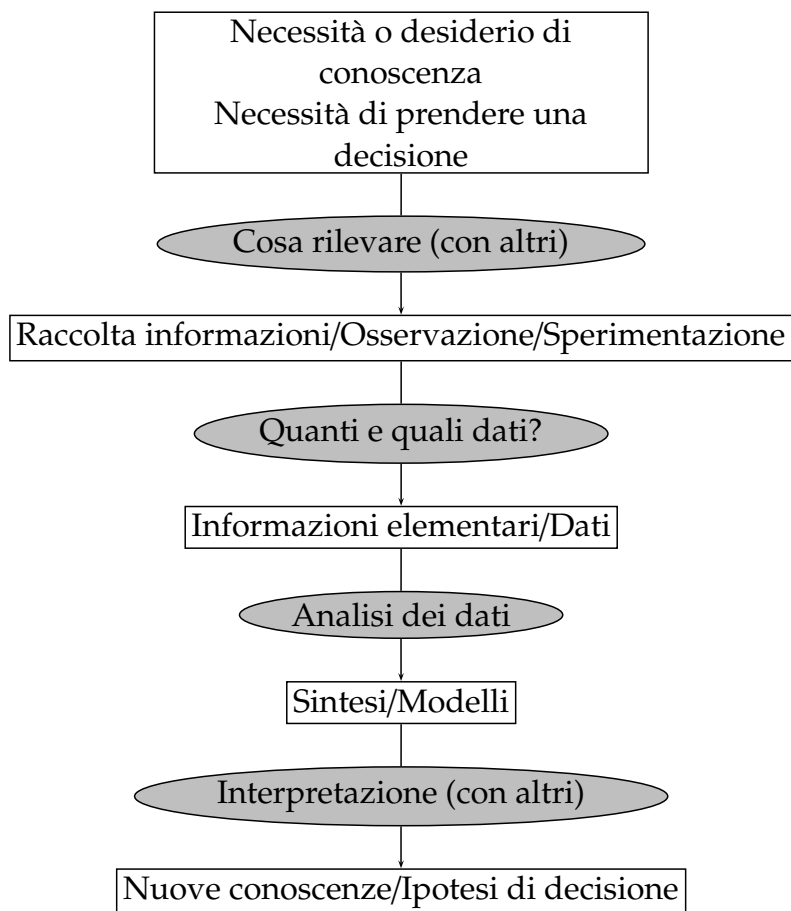 Necessità o desiderio di
conoscenza
Necessità di prendere una
decisione
Cosa rilevare (con altri)
Raccolta informazioni/Osservazione/Sperimentazione
Quanti e quali dati?
Informazioni elementari/Dati
Analisi dei dati
Sintesi/Modelli
Interpretazione (con altri)
Nuove conoscenze/Ipotesi di decisione